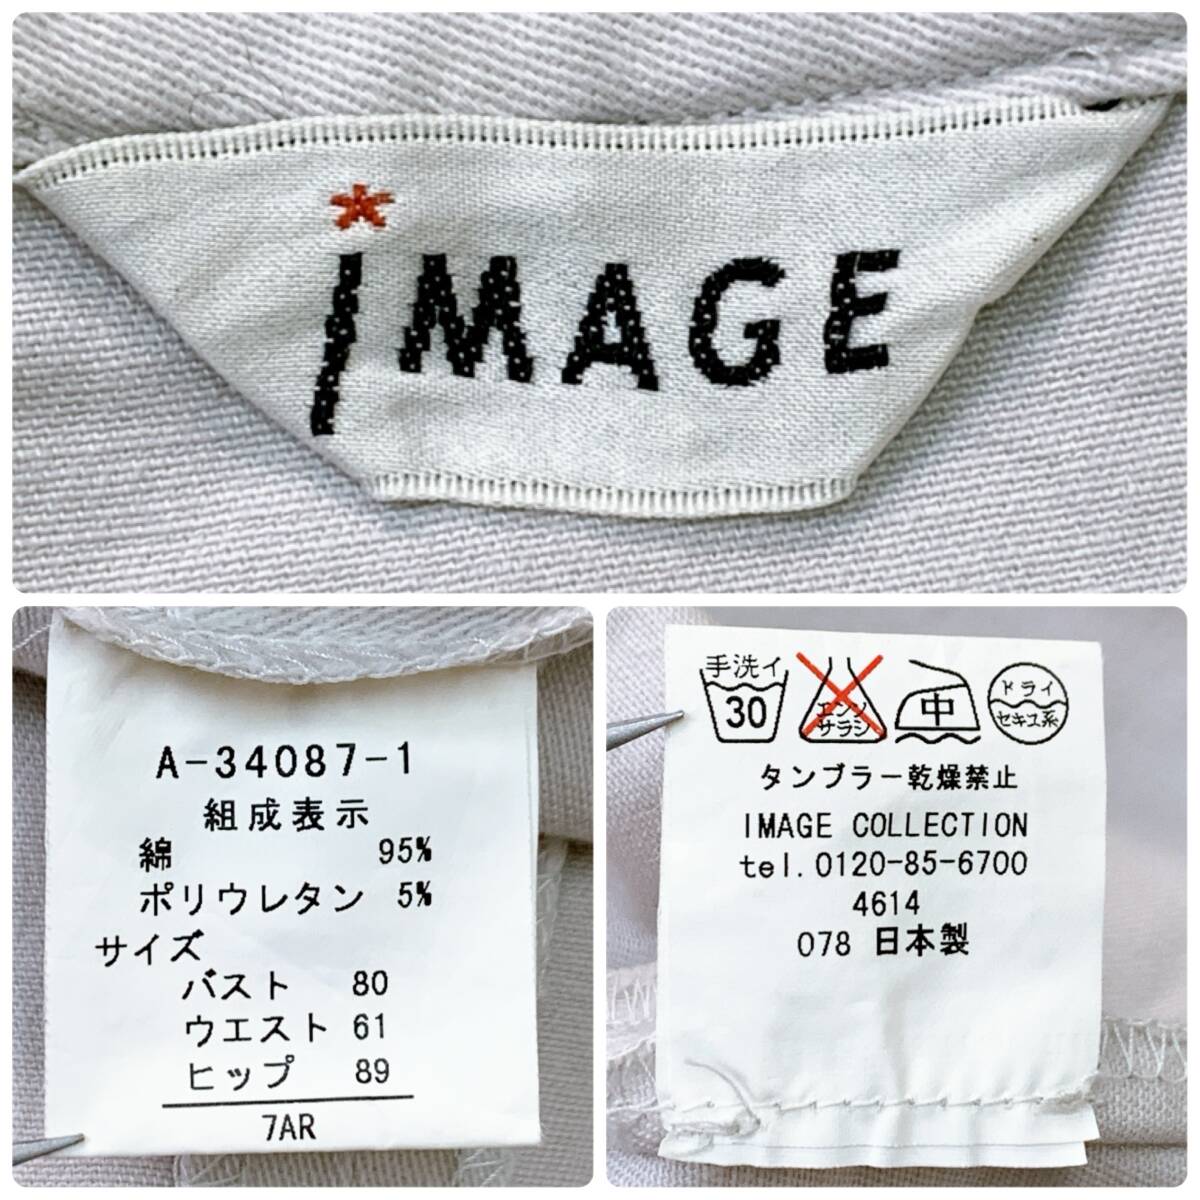 iMAGE
A-34087-1
組成表示
綿 95%
ポリウレタン 5%
サイズ
バスト 80
ウエスト 61
ヒップ 89
7AR
手洗イ
30
エンソ
サラシ
中
ドライ
セキユ系
タンブラー乾燥禁止
IMAGE COLLECTION
tel.0120-85-6700
4614
078 日本製